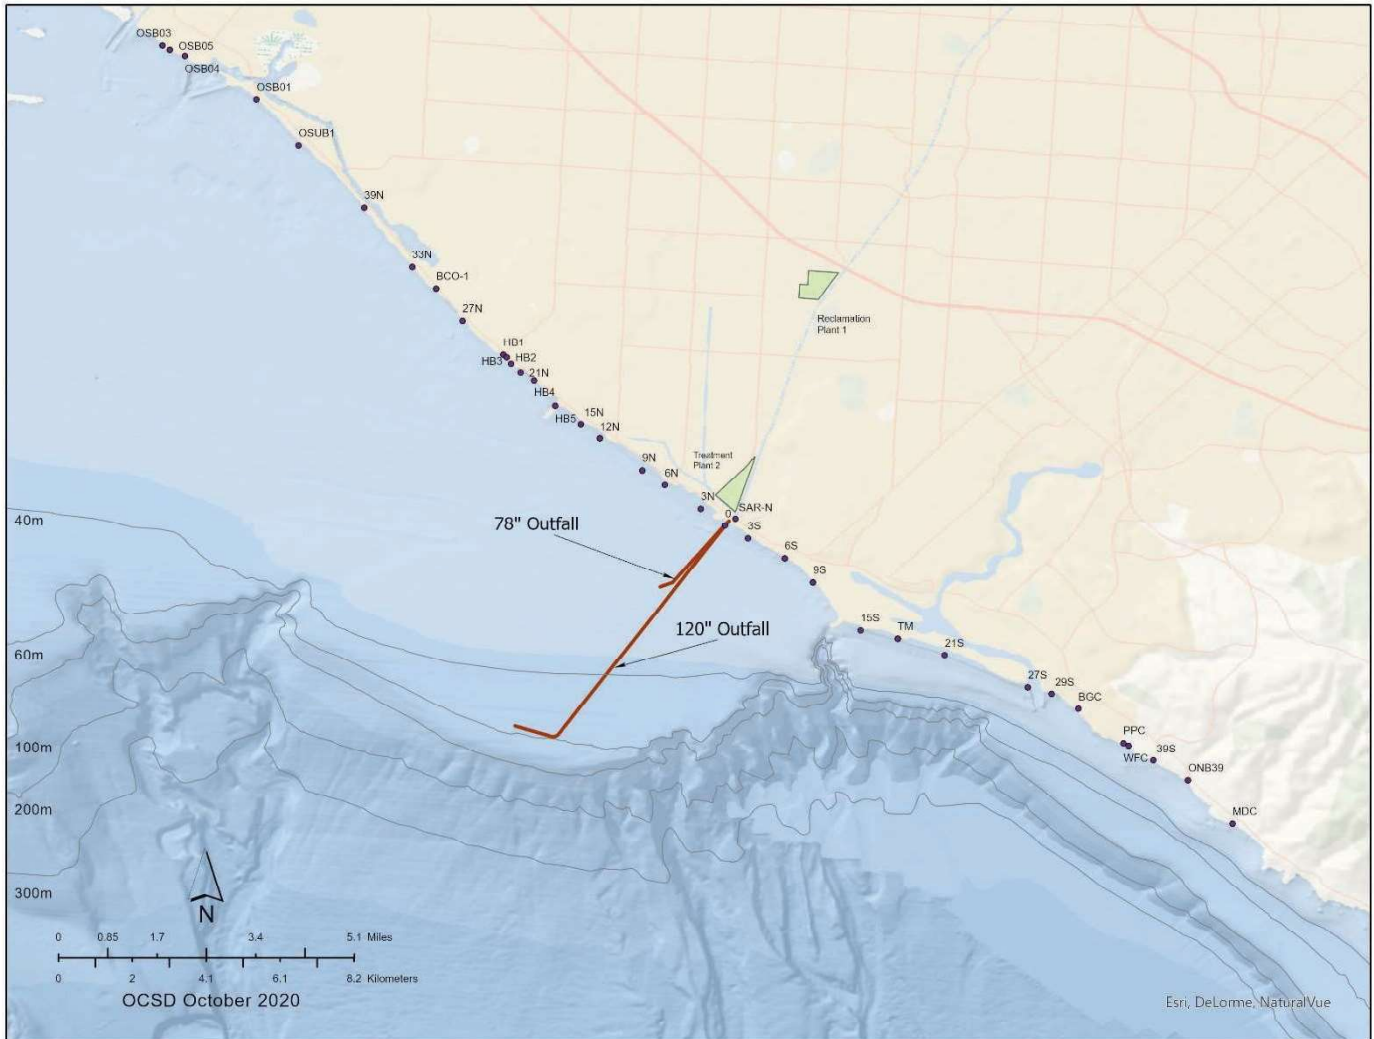 OSB03
OSB05
OSB04
OSB01
OSUB1
39N
33N
BCO-1
27N
HB1
HB3
HB2
21N
HB4
HB5
15N
12N
9N
6N
3N
0
SAR-N
3S
6S
9S
15S
TM
21S
27S
29S
BGC
PPC
WFC
39S
ONB39
MDC
Reclamation
Plant 1
Treatment
Plant 2
78" Outfall
120" Outfall
40m
60m
100m
200m
300m
N
0 0.85 1.7 3.4 5.1 Miles
0 2 4.1 6.1 8.2 Kilometers
OCSD October 2020
Esri, DeLorme, NaturalVue